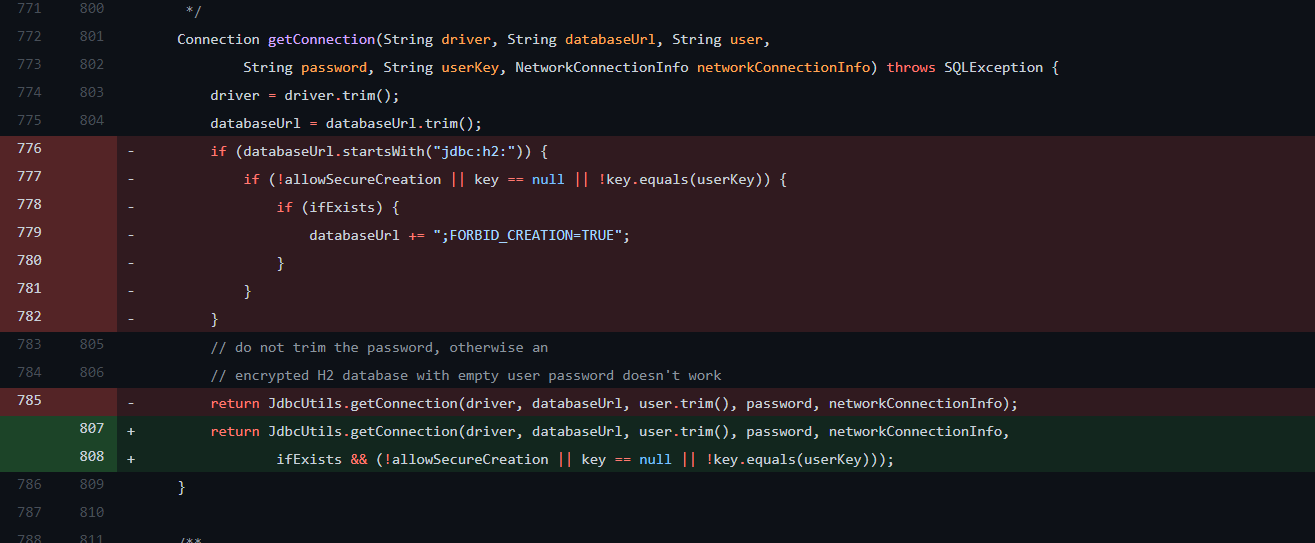 771 800 */
772 801 Connection getConnection(String driver, String databaseUrl, String user,
773 802 String password, String userKey, NetworkConnectionInfo networkConnectionInfo) throws SQLException {
774 803 driver = driver.trim();
775 804 databaseUrl = databaseUrl.trim();
776 - if (databaseUrl.startsWith("jdbc:h2:")) {
777 - if (!allowSecureCreation || key == null || !key.equals(userKey)) {
778 - if (ifExists) {
779 - databaseUrl += ";FORBID_CREATION=TRUE";
780 - }
781 - }
782 - }
783 805 // do not trim the password, otherwise an
784 806 // encrypted H2 database with empty user password doesn't work
785 - return JdbcUtils.getConnection(driver, databaseUrl, user.trim(), password, networkConnectionInfo);
807 + return JdbcUtils.getConnection(driver, databaseUrl, user.trim(), password, networkConnectionInfo,
808 + ifExists && (!allowSecureCreation || key == null || !key.equals(userKey)));
786 809 }
787 810
788 811 /**